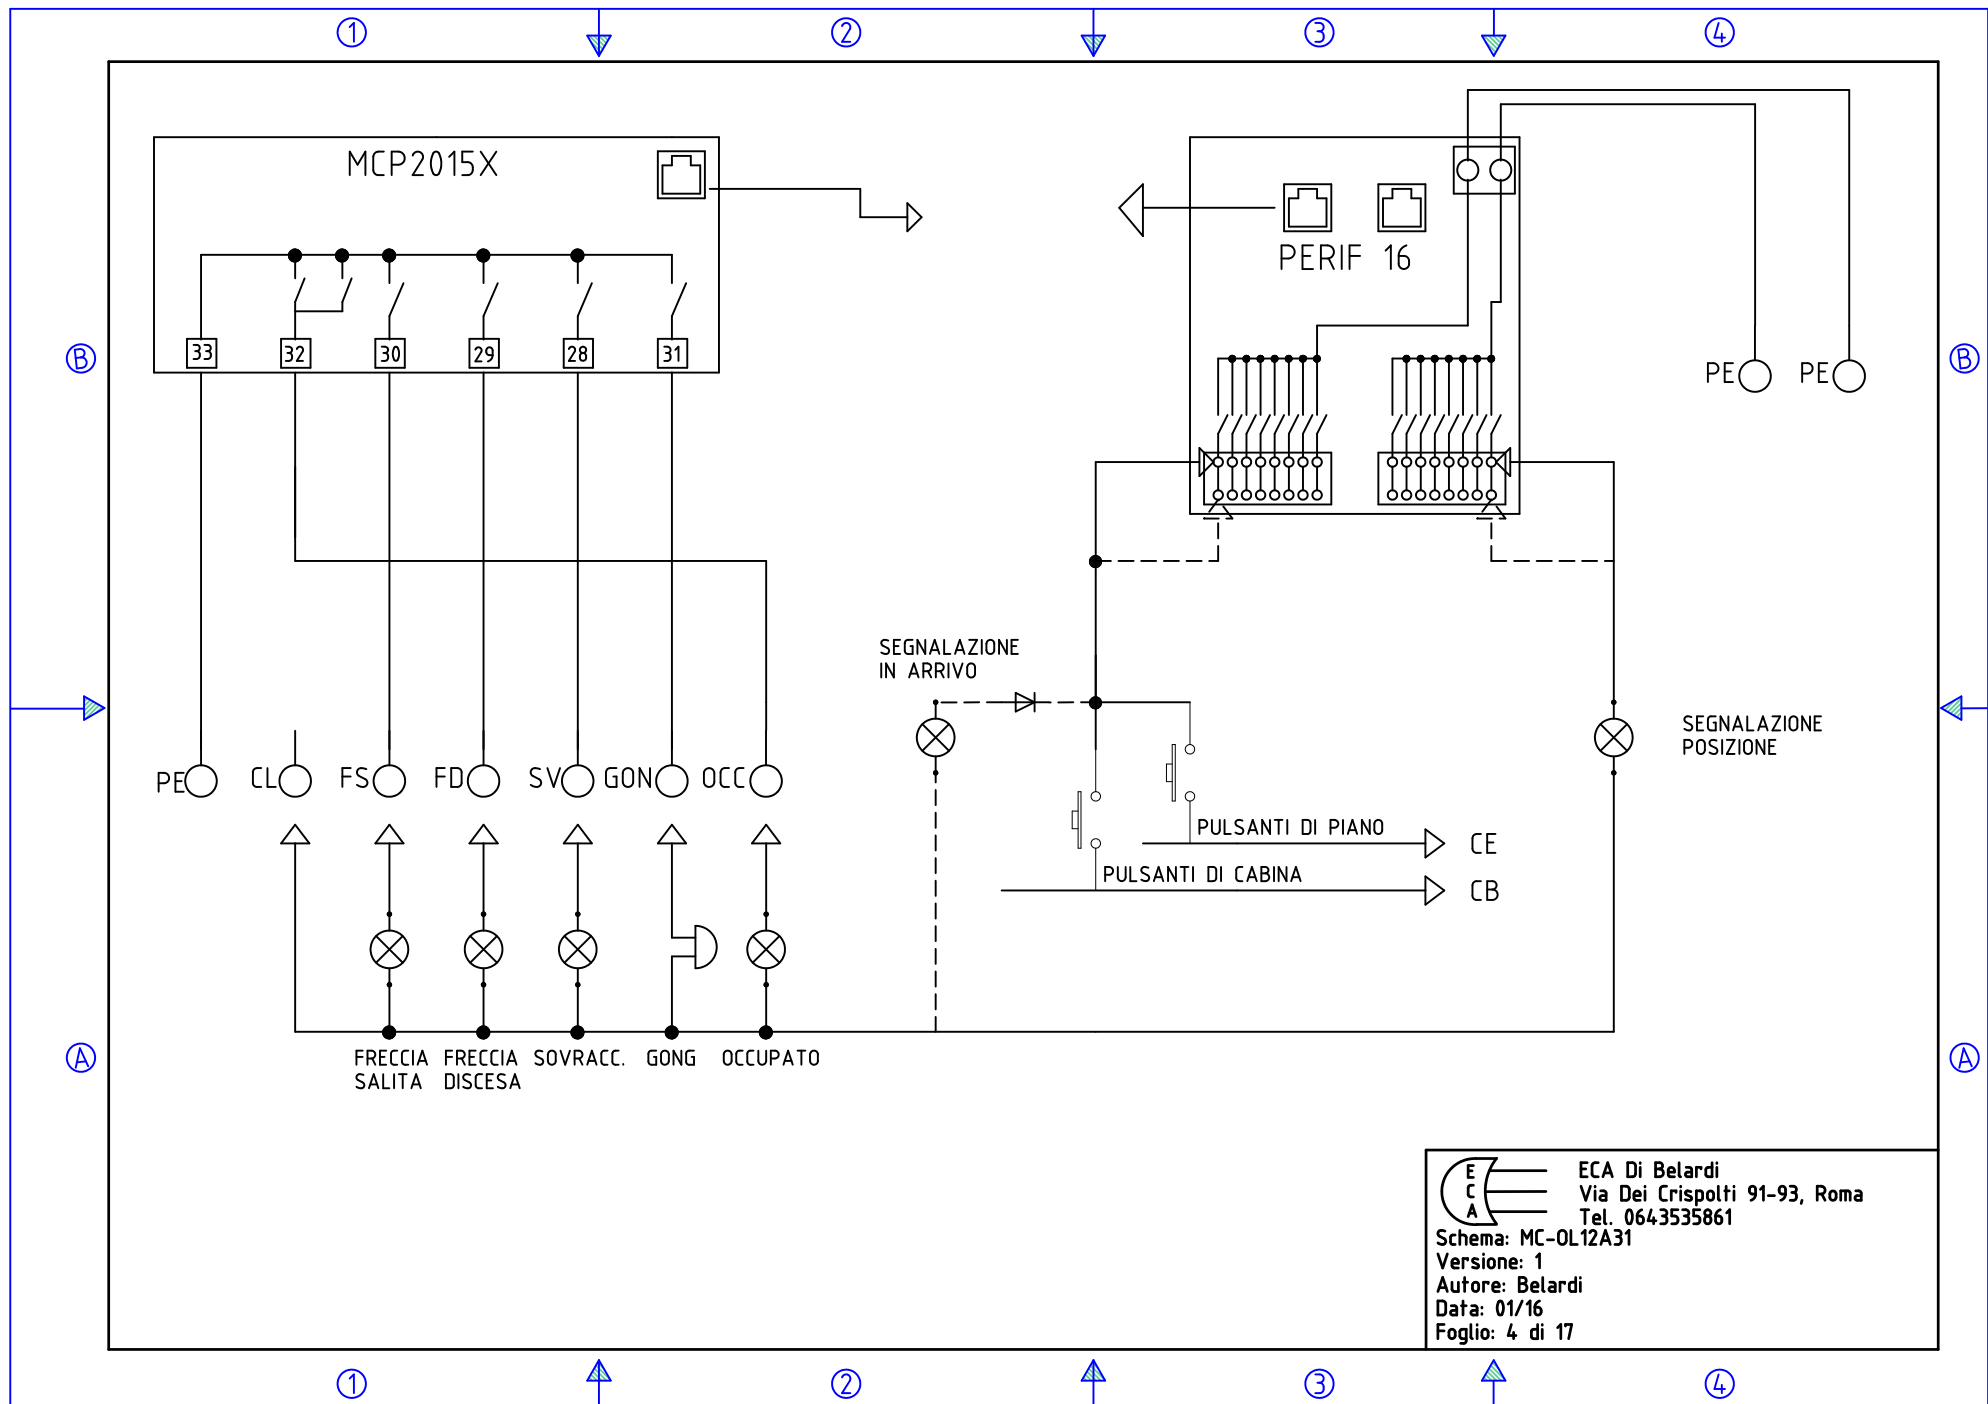 1 2 3 4
MCP2015X
PERIF 16
33 32 30 29 28 31
B B
PE PE
SEGNALAZIONE
IN ARRIVO
SEGNALAZIONE
POSIZIONE
PE CL FS FD SV GON OCC
PULSANTI DI PIANO CE
PULSANTI DI CABINA CB
A A
FRECCIA
SALITA
FRECCIA
DISCESA
SOVRACC.
GONG
OCCUPATO
E
C
A
ECA Di Belardi
Via Dei Crispolti 91-93, Roma
Tel. 0643535861
Schema: MC-OL12A31
Versione: 1
Autore: Belardi
Data: 01/16
Foglio: 4 di 17
1 2 3 4